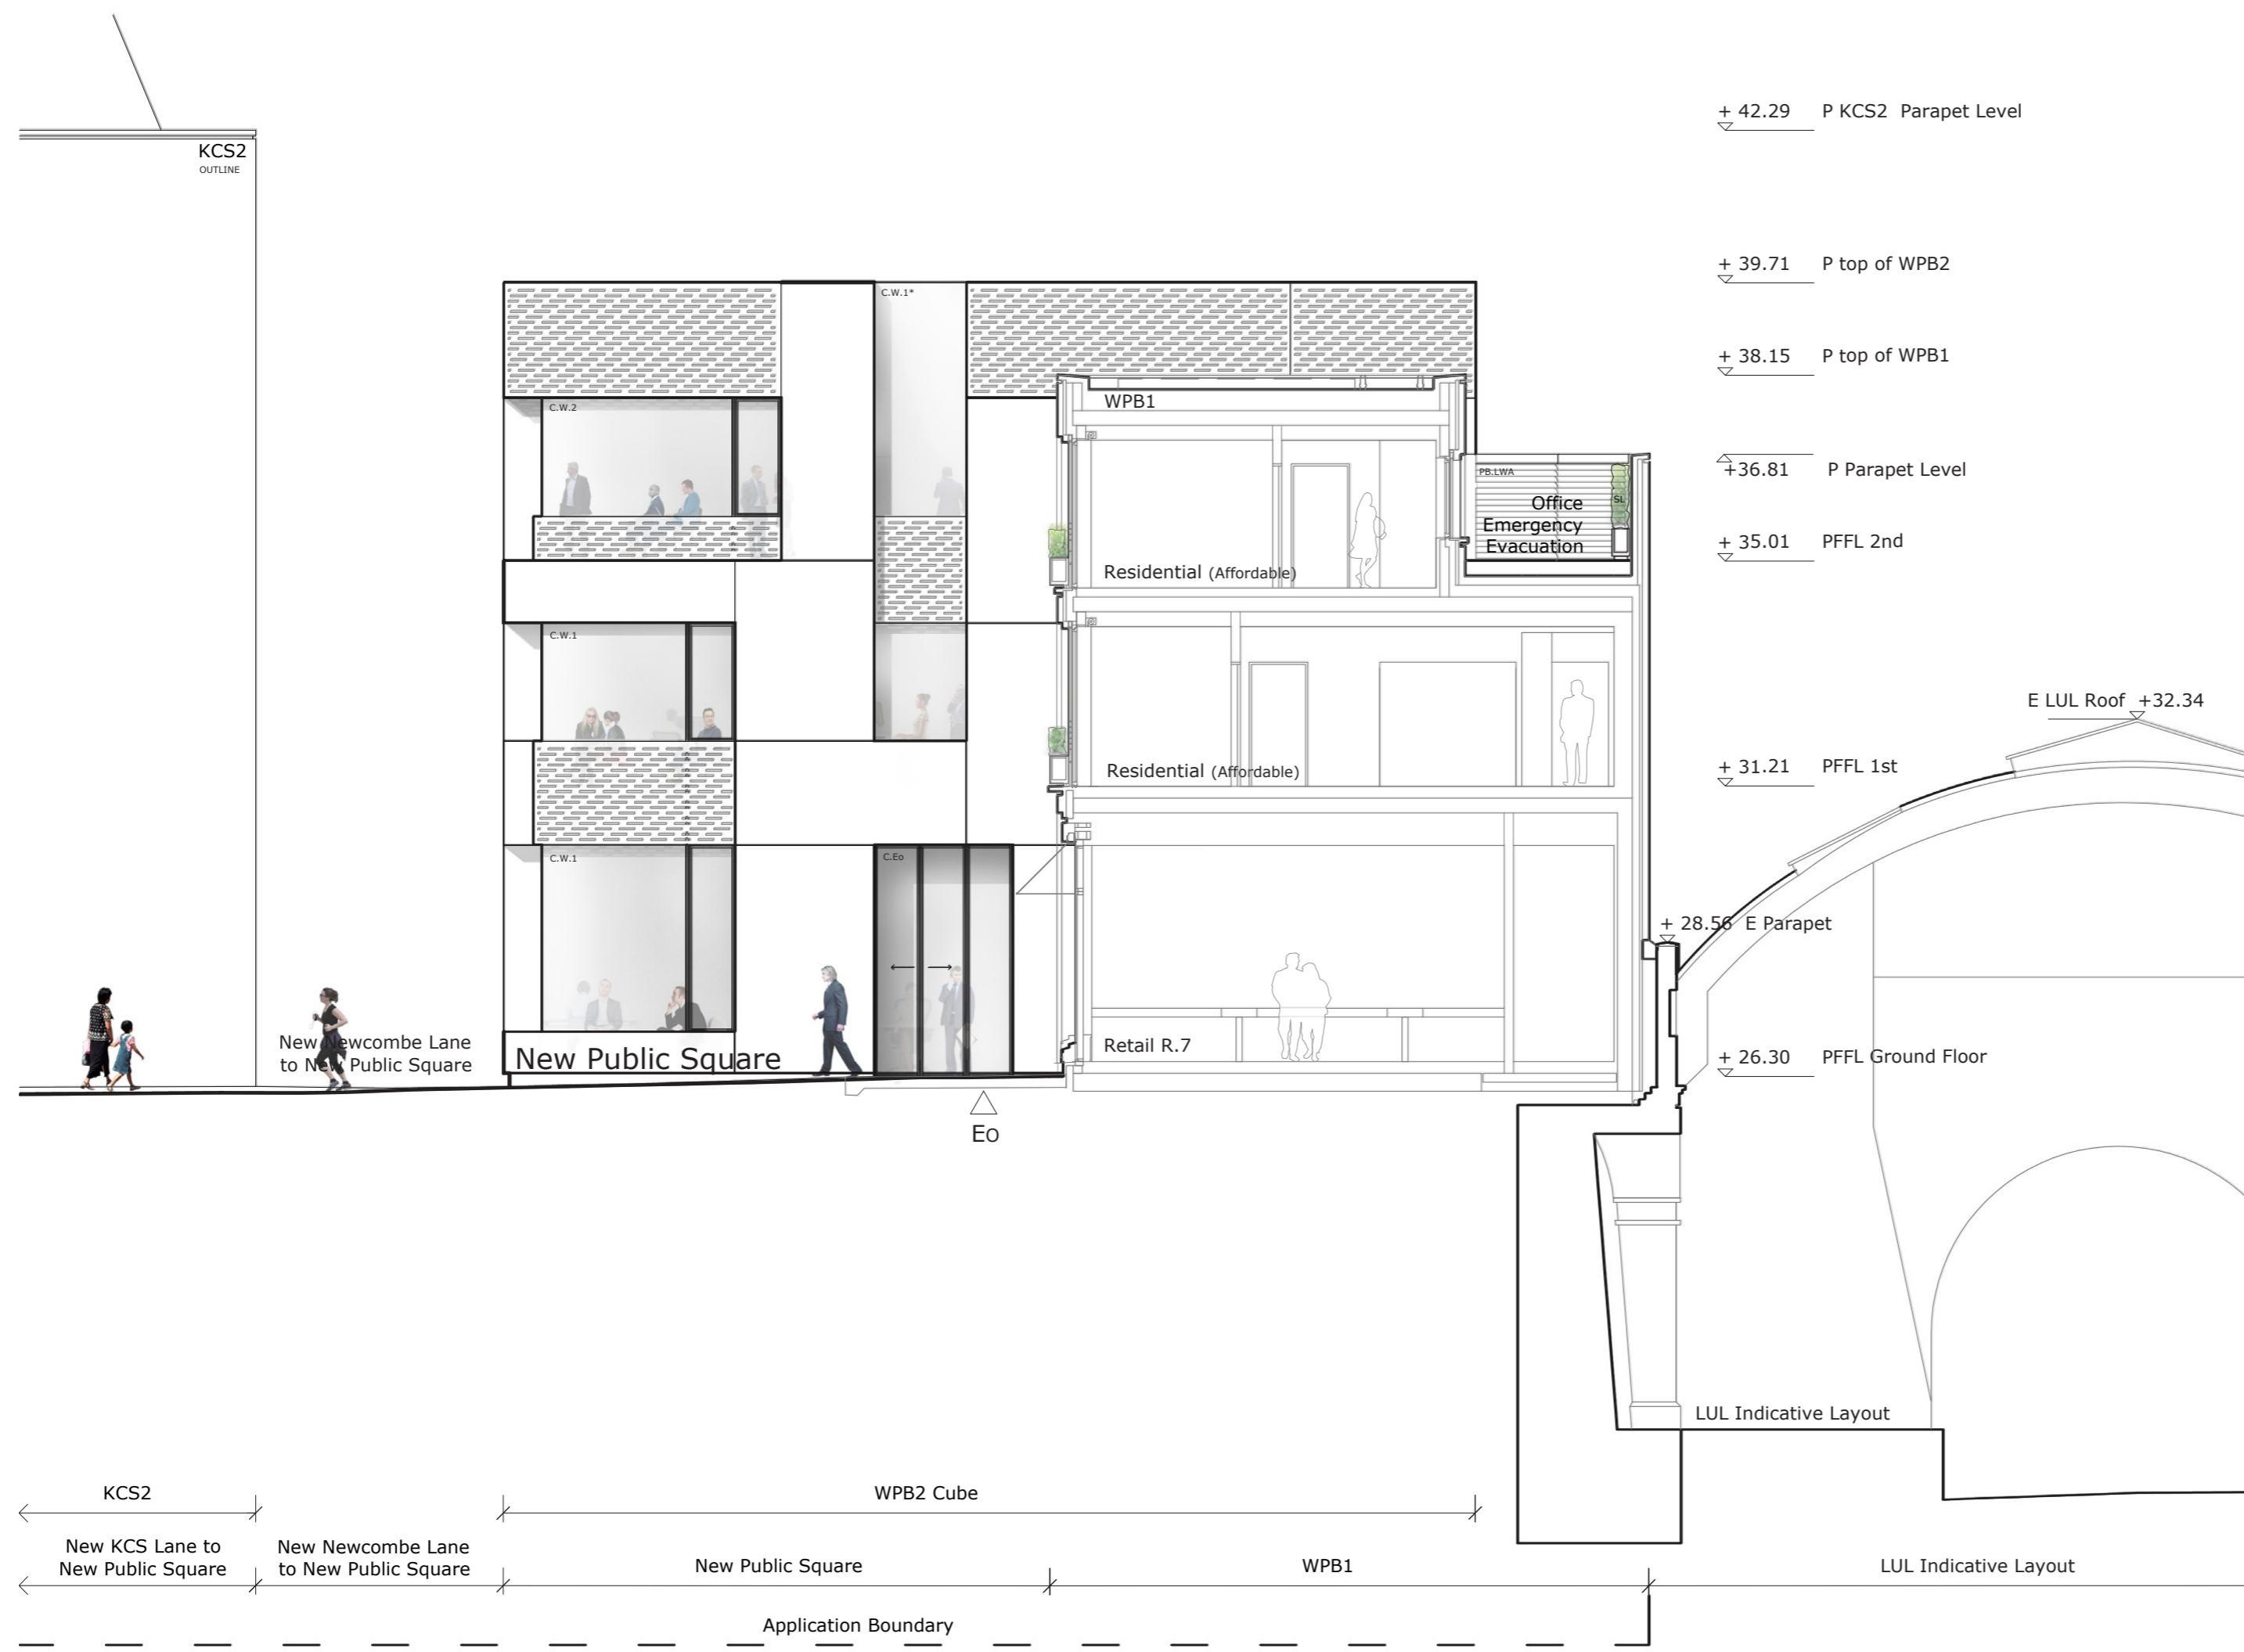 + 42.29 P KCS2 Parapet Level
KCS2
OUTLINE
+ 39.71 P top of WPB2
C.W.1*
+ 38.15 P top of WPB1
WPB1
C.W.2
+36.81 P Parapet Level
PB.LWA
SL
Office
Emergency
Evacuation
+ 35.01 PFFL 2nd
Residential (Affordable)
C.W.1
E LUL Roof +32.34
Residential (Affordable)
+ 31.21 PFFL 1st
C.W.1
C.Eo
+ 28.56 E Parapet
New Newcombe Lane
to New Public Square
New Public Square
Retail R.7
+ 26.30 PFFL Ground Floor
Eo
LUL Indicative Layout
KCS2
WPB2 Cube
New KCS Lane to
New Public Square
New Newcombe Lane
to New Public Square
New Public Square
WPB1
LUL Indicative Layout
Application Boundary